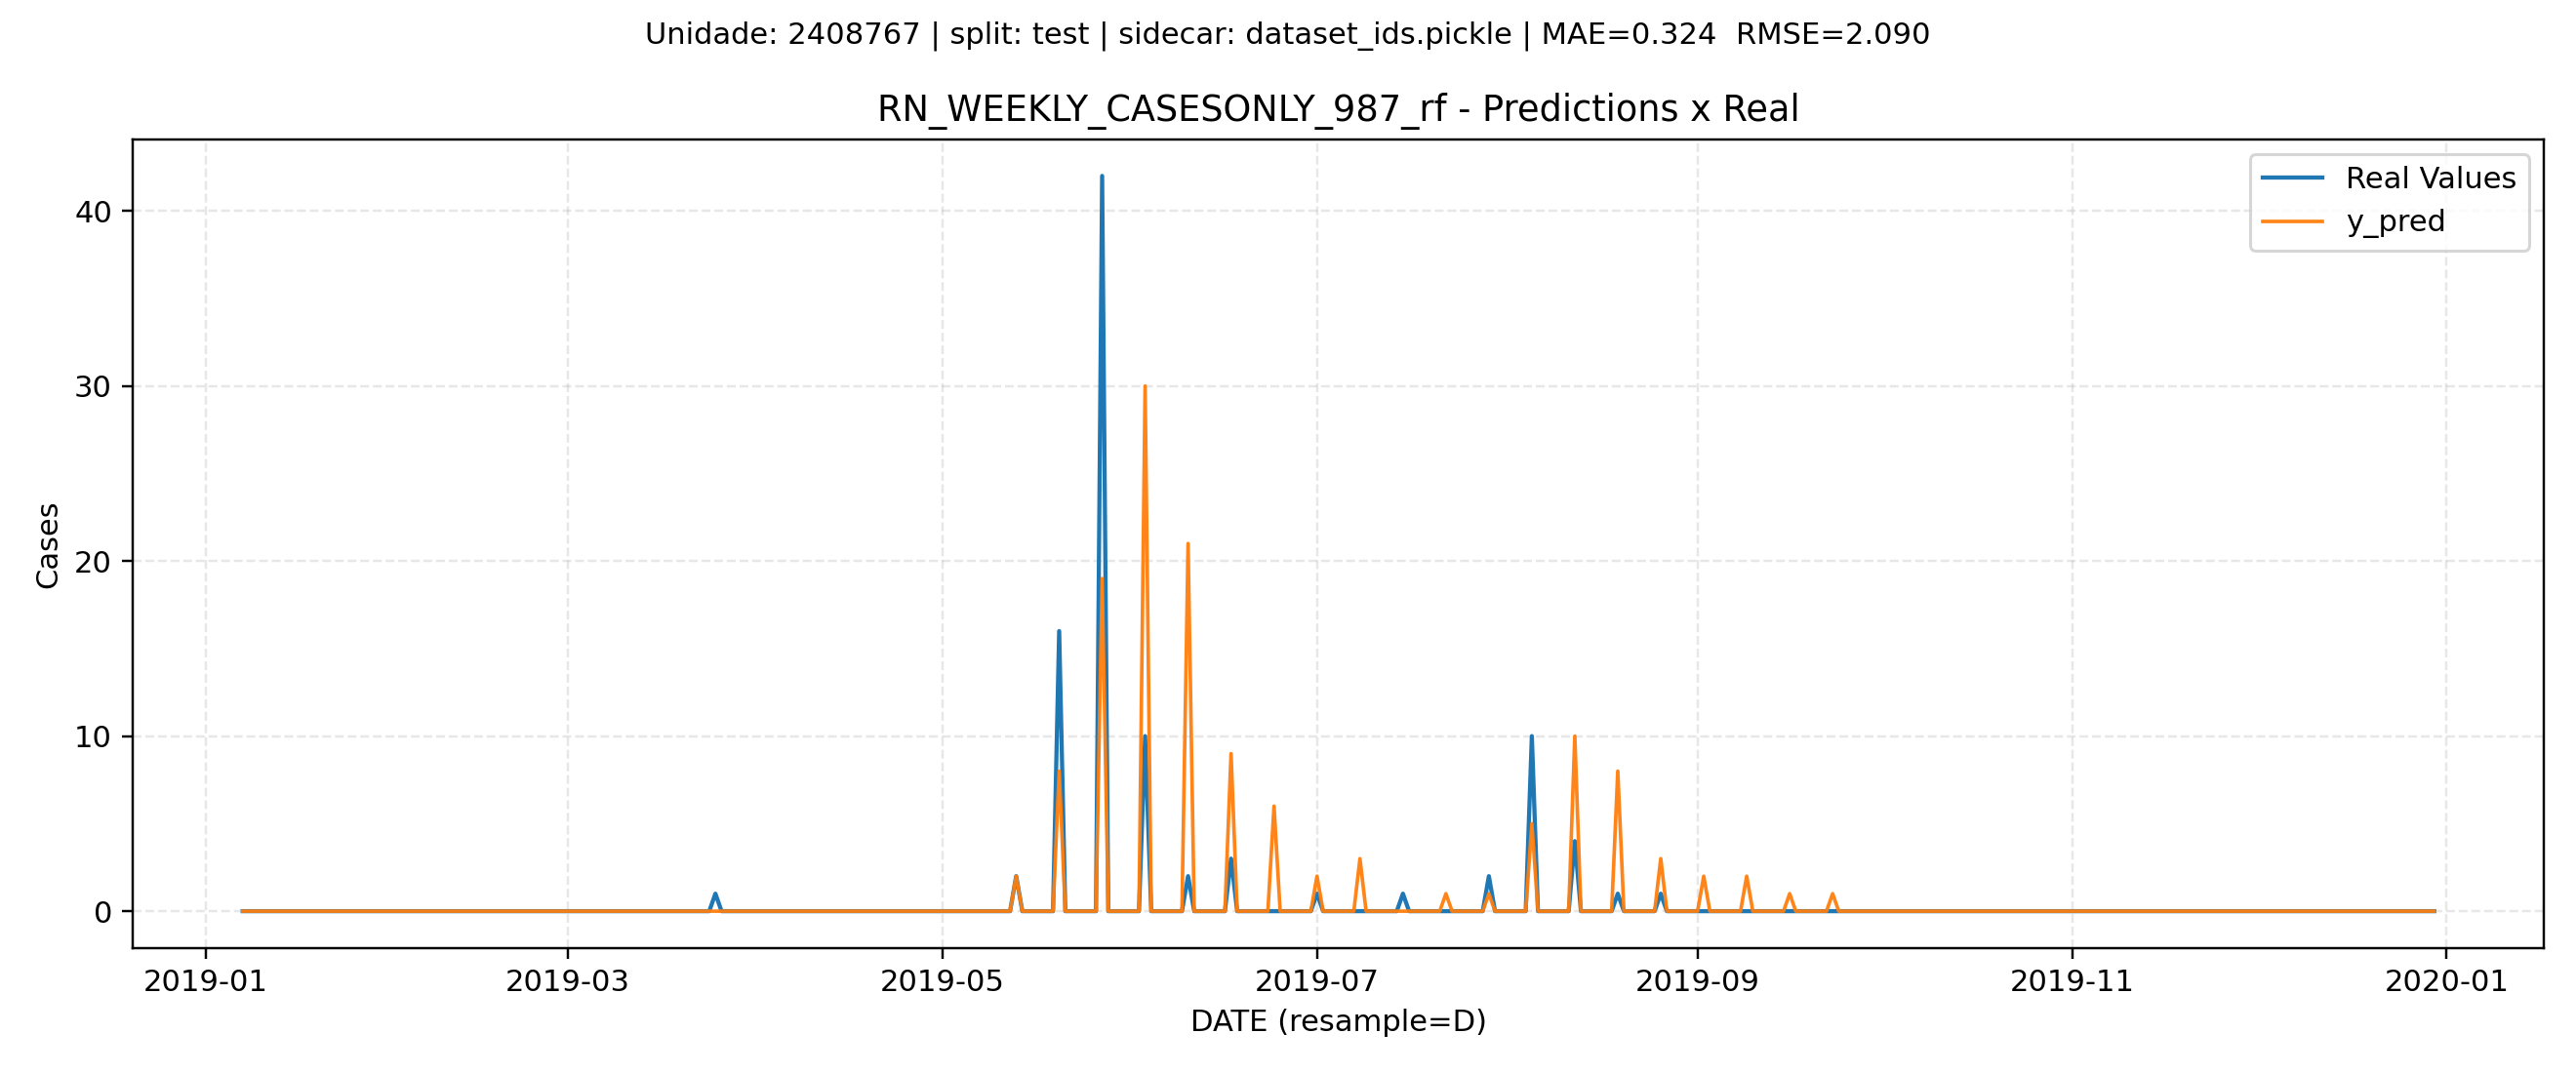 Unidade: 2408767 | split: test | sidecar: dataset_ids.pickle | MAE=0.324  RMSE=2.090
RN_WEEKLY_CASESONLY_987_rf - Predictions x Real
Real Values
y_pred
40
30
20
10
0
Cases
2019-01
2019-03
2019-05
2019-07
2019-09
2019-11
2020-01
DATE (resample=D)